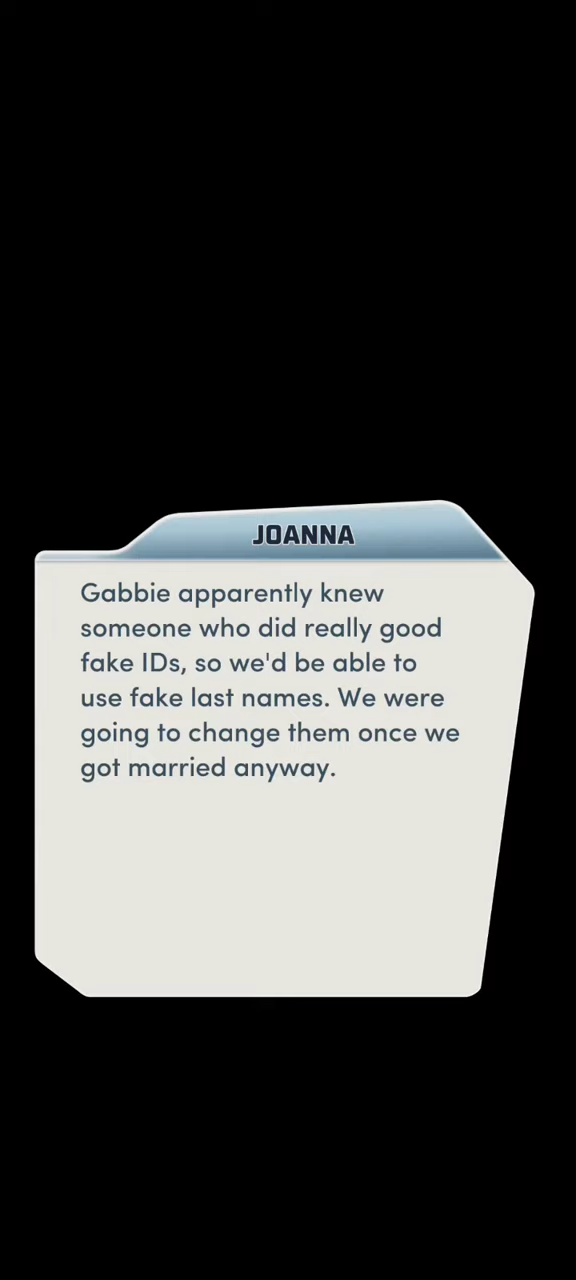 JOANNA
Gabbie apparently knew
someone who did really good
fake IDs, so we'd be able to
use fake last names. We were
going to change them once we
got married anyway.